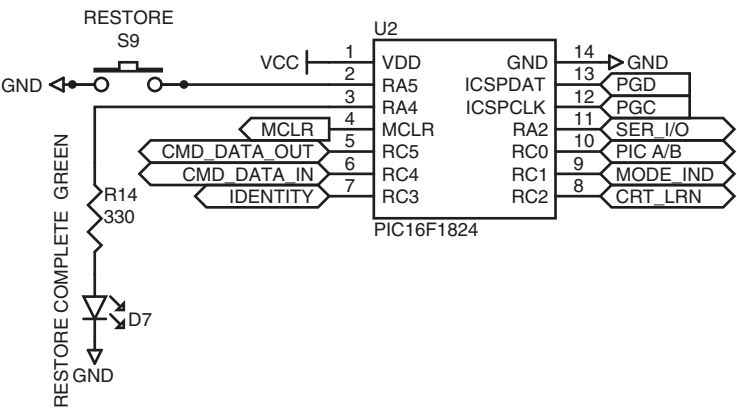 RESTORE
S9
U2
VCC
1
VDD
GND
14
GND
GND
2
RA5
ICSPDAT
13
PGD
3
RA4
ICSPCLK
12
PGC
MCLR
4
MCLR
RA2
11
SER_I/O
CMD_DATA_OUT
5
RC5
RC0
10
PIC A/B
CMD_DATA_IN
6
RC4
RC1
9
MODE_IND
IDENTITY
7
RC3
RC2
8
CRT_LRN
PIC16F1824
R14
330
D7
GND
RESTORE COMPLETE GREEN